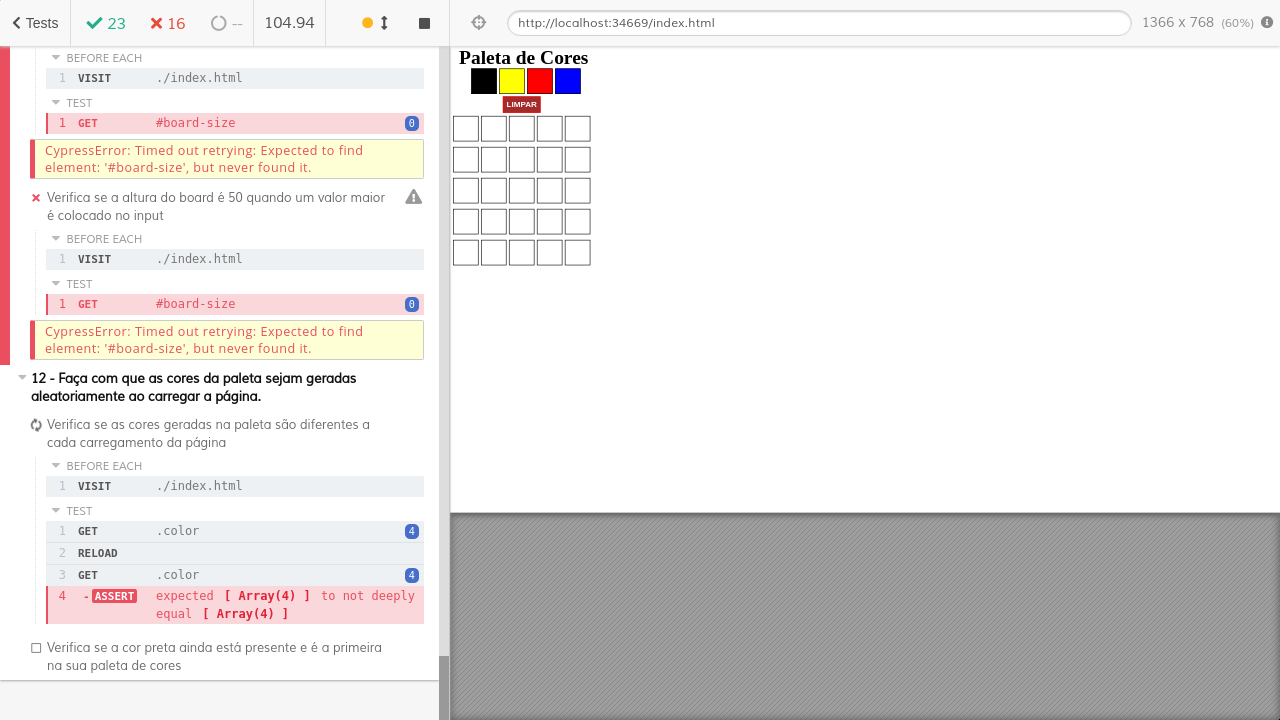 Tests
23
16
--
104.94
http://localhost:34669/index.html
1366 x 768 (60%)
BEFORE EACH
1 VISIT ./index.html
TEST
1 GET #board-size 0
CypressError: Timed out retrying: Expected to find
element: '#board-size', but never found it.
Verifica se a altura do board é 50 quando um valor maior
é colocado no input
BEFORE EACH
1 VISIT ./index.html
TEST
1 GET #board-size 0
CypressError: Timed out retrying: Expected to find
element: '#board-size', but never found it.
12 - Faça com que as cores da paleta sejam geradas
aleatoriamente ao carregar a página.
Verifica se as cores geradas na paleta são diferentes a
cada carregamento da página
BEFORE EACH
1 VISIT ./index.html
TEST
1 GET .color 4
2 RELOAD
3 GET .color 4
4 -ASSERT expected [ Array(4) ] to not deeply
equal [ Array(4) ]
Verifica se a cor preta ainda está presente e é a primeira
na sua paleta de cores
Paleta de Cores
LIMPAR